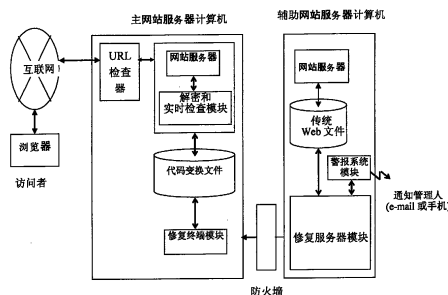 主网站服务器计算机
辅助网站服务器计算机
互联网
浏览器
访问者
URL
检查
器
网站服务器
解密和
实时检查模块
代码变换文件
修复终端模块
防火墙
网站服务器
传统
Web 文件
警报系统
模块
修复服务器模块
通知管理人
(e-mail 或手机)